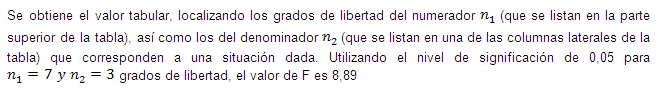 Se obtiene el valor tabular, localizando los grados de libertad del numerador n₁ (que se listan en la parte
superior de la tabla), así como los del denominador n₂ (que se listan en una de las columnas laterales de la
tabla) que corresponden a una situación dada. Utilizando el nivel de significación de 0,05 para
n₁ = 7 y n₂ = 3 grados de libertad, el valor de F es 8,89